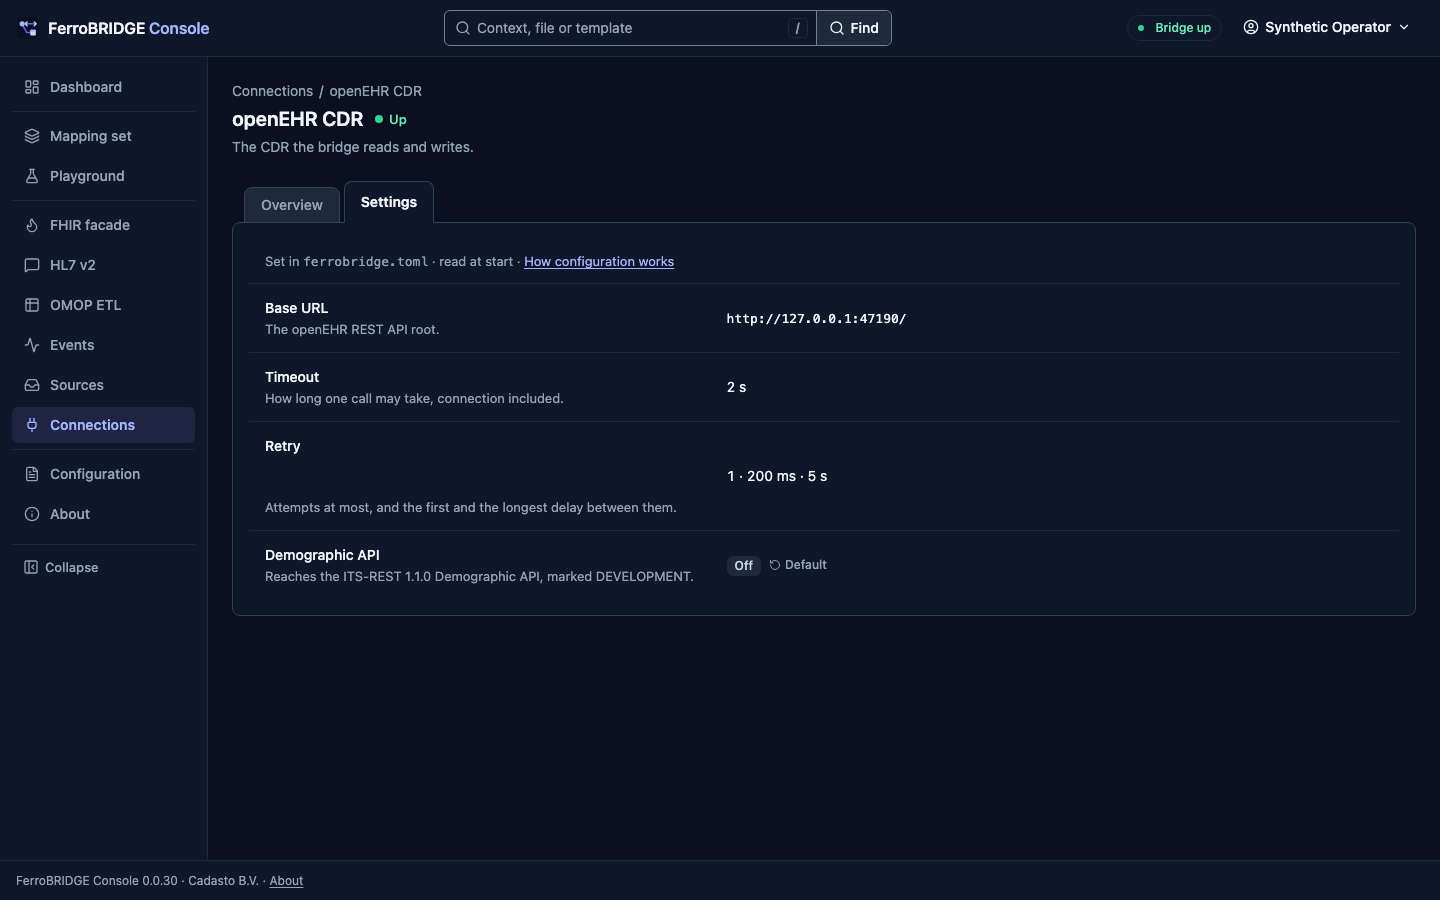 FerroBRIDGE Console
Context, file or template
/
Find
Bridge up
Synthetic Operator
Dashboard
Mapping set
Playground
FHIR facade
HL7 v2
OMOP ETL
Events
Sources
Connections
Configuration
About
Collapse
Connections / openEHR CDR
openEHR CDR
Up
The CDR the bridge reads and writes.
Overview
Settings
Set in ferrobridge.toml · read at start · How configuration works
Base URL
The openEHR REST API root.
http://127.0.0.1:47190/
Timeout
How long one call may take, connection included.
2 s
Retry
1 · 200 ms · 5 s
Attempts at most, and the first and the longest delay between them.
Demographic API
Reaches the ITS-REST 1.1.0 Demographic API, marked DEVELOPMENT.
Off
Default
FerroBRIDGE Console 0.0.30 · Cadasto B.V. · About